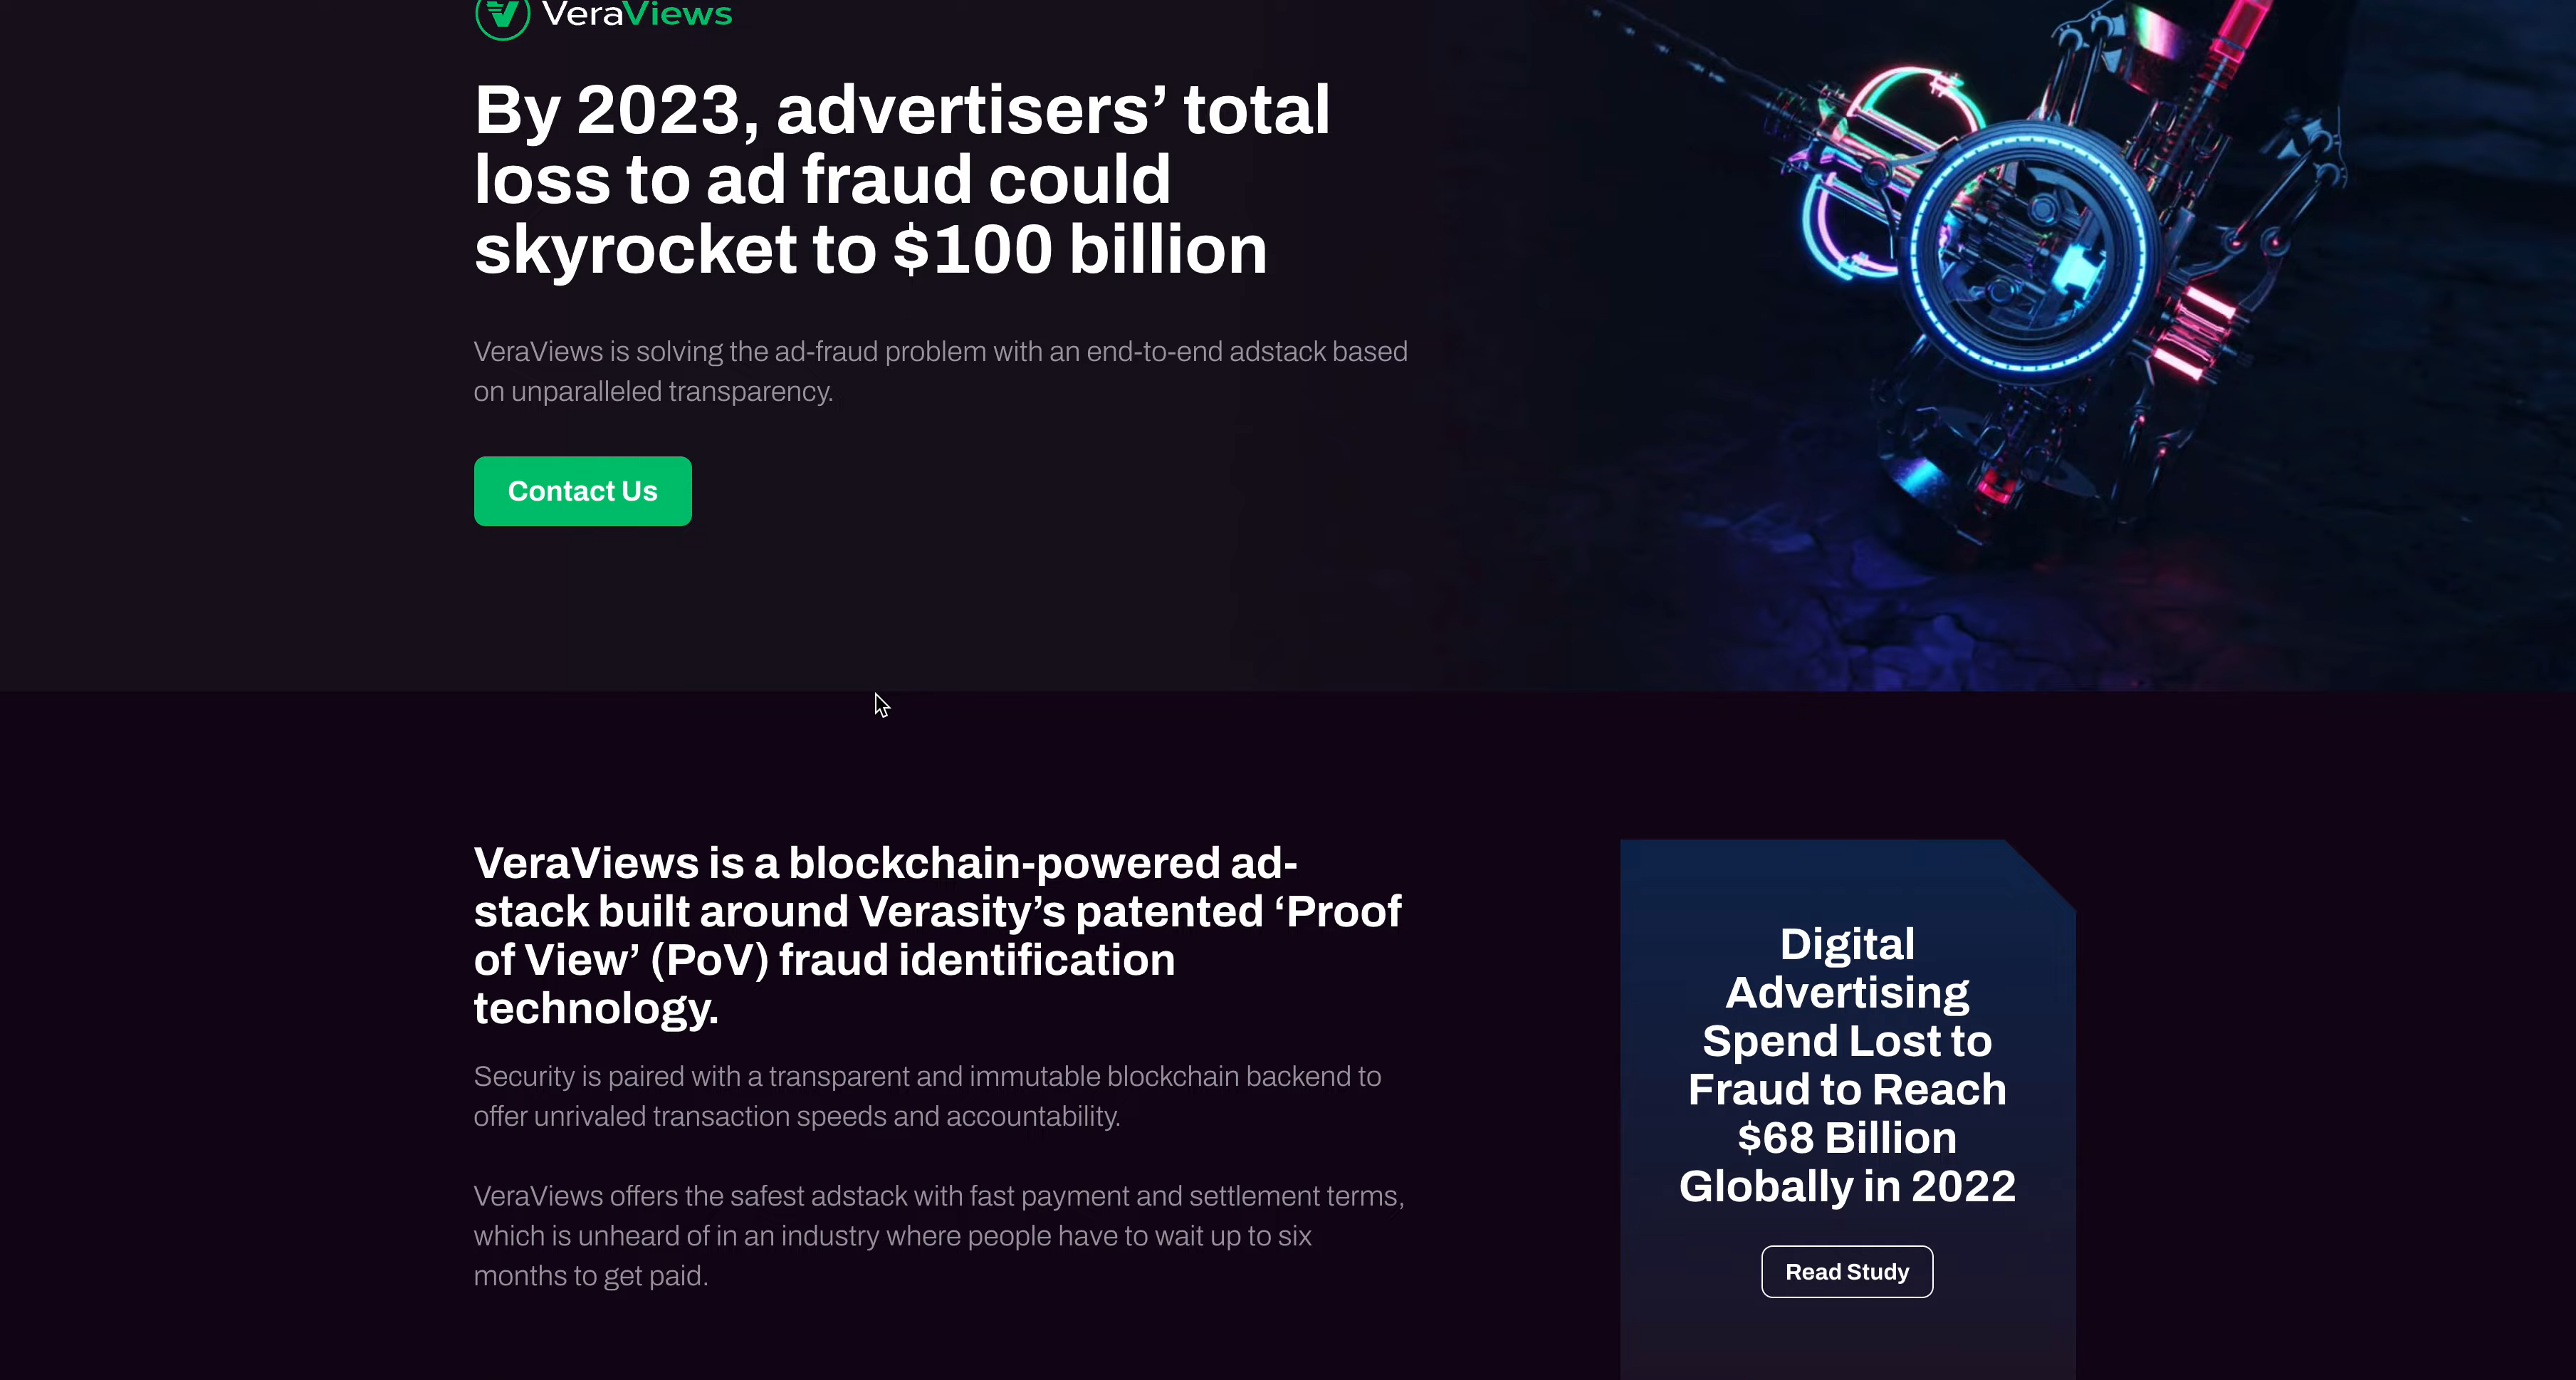 VeraViews
By 2023, advertisers’ total
loss to ad fraud could
skyrocket to $100 billion
VeraViews is solving the ad-fraud problem with an end-to-end adstack based
on unparalleled transparency.
Contact Us
VeraViews is a blockchain-powered ad-
stack built around Verasity’s patented ‘Proof
of View’ (PoV) fraud identification
technology.
Security is paired with a transparent and immutable blockchain backend to
offer unrivaled transaction speeds and accountability.
VeraViews offers the safest adstack with fast payment and settlement terms,
which is unheard of in an industry where people have to wait up to six
months to get paid.
Digital
Advertising
Spend Lost to
Fraud to Reach
$68 Billion
Globally in 2022
Read Study